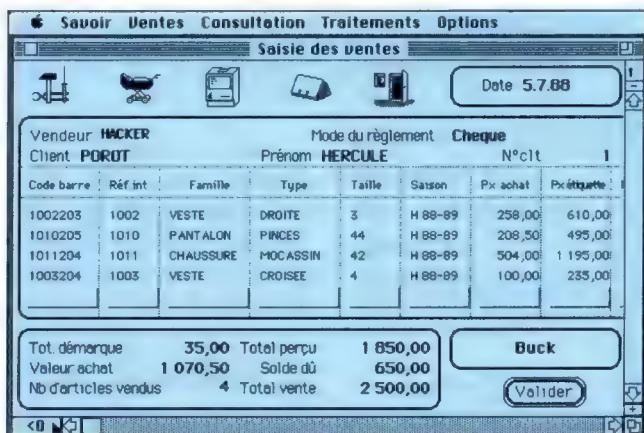 Savoir Ventes Consultation Traitements Options
Saisie des ventes
Date 5.7.88
Vendeur HACKER Mode du règlement Cheque
Client POROT Prénom HERCULE N°clt 1
Code barre Réf.int Famille Type Taille Saison Px achat Px étiquette
1002203 1002 VESTE DROITE 3 H 88-89 258,00 610,00
1010205 1010 PANTALON PINCES 44 H 88-89 208,50 495,00
1011204 1011 CHAUSSURE MOCASSIN 42 H 88-89 504,00 1 195,00
1003204 1003 VESTE CROISEE 4 H 88-89 100,00 235,00
Tot. démarque 35,00 Total perçu 1 850,00 Buck
Valeur achat 1 070,50 Solde dû 650,00
Nb d'articles vendus 4 Total vente 2 500,00 Valider
<0